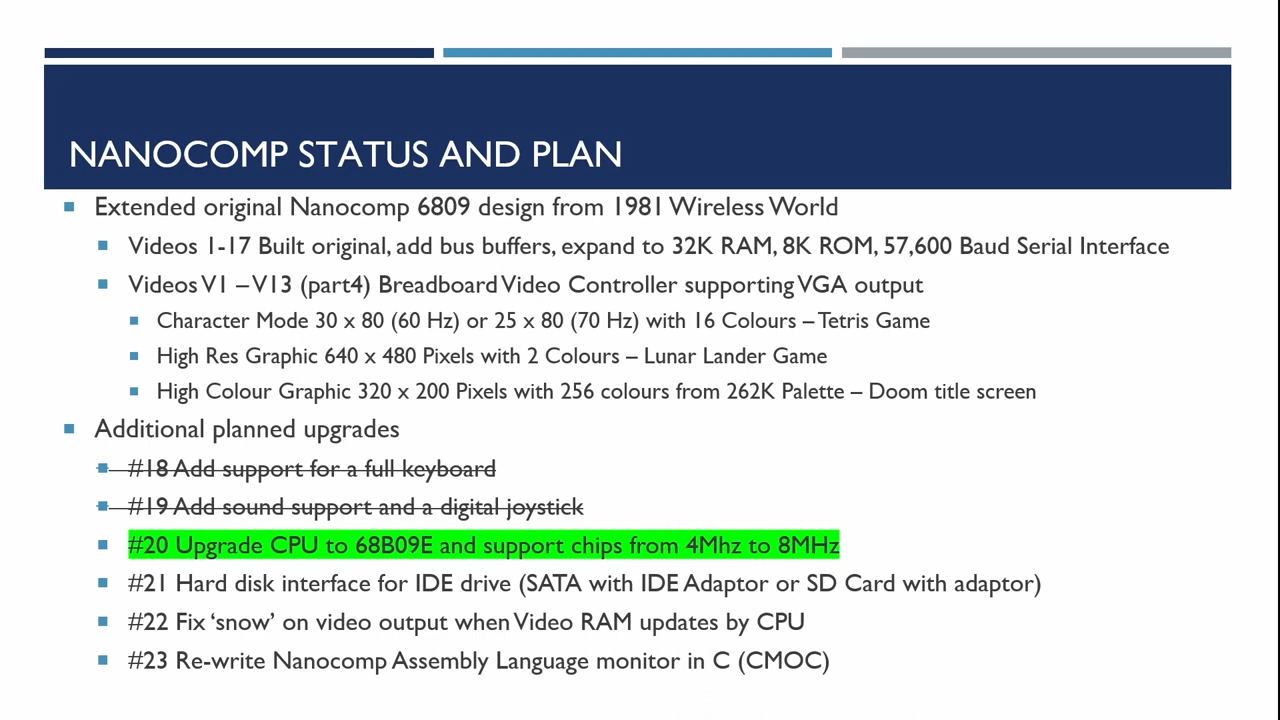 NANOCOMP STATUS AND PLAN
Extended original Nanocomp 6809 design from 1981 Wireless World
Videos 1-17 Built original, add bus buffers, expand to 32K RAM, 8K ROM, 57,600 Baud Serial Interface
Videos V1 – V13 (part4) Breadboard Video Controller supporting VGA output
Character Mode 30 x 80 (60 Hz) or 25 x 80 (70 Hz) with 16 Colours – Tetris Game
High Res Graphic 640 x 480 Pixels with 2 Colours – Lunar Lander Game
High Colour Graphic 320 x 200 Pixels with 256 colours from 262K Palette – Doom title screen
Additional planned upgrades
#18 Add support for a full keyboard
#19 Add sound support and a digital joystick
#20 Upgrade CPU to 68B09E and support chips from 4Mhz to 8MHz
#21 Hard disk interface for IDE drive (SATA with IDE Adaptor or SD Card with adaptor)
#22 Fix ‘snow’ on video output when Video RAM updates by CPU
#23 Re-write Nanocomp Assembly Language monitor in C (CMOC)